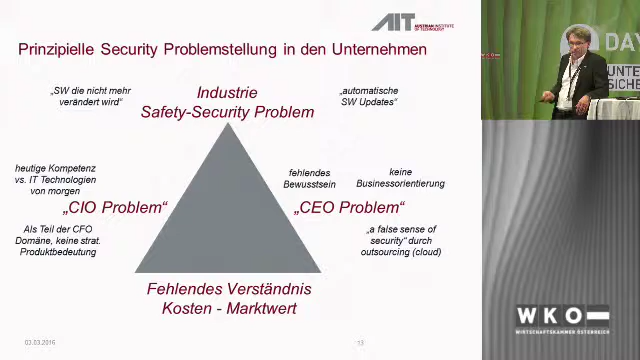 AIT AUSTRIAN INSTITUTE
OF TECHNOLOGY
Prinzipielle Security Problemstellung in den Unternehmen
„SW die nicht mehr
verändert wird"
Industrie
Safety-Security Problem
„automatische
SW Updates"
heutige Kompetenz
vs. IT Technologien
von morgen
fehlendes
Bewusstsein
keine
Businessorientierung
„CIO Problem"
„CEO Problem"
Als Teil der CFO
Domäne, keine strat.
Produktbedeutung
„a false sense of
security" durch
outsourcing (cloud)
Fehlendes Verständnis
Kosten - Marktwert
03.03.2016
13
DAY
UNTE
SICHE
WKO
WIRTSCHAFTSKAMMER ÖSTERREICH